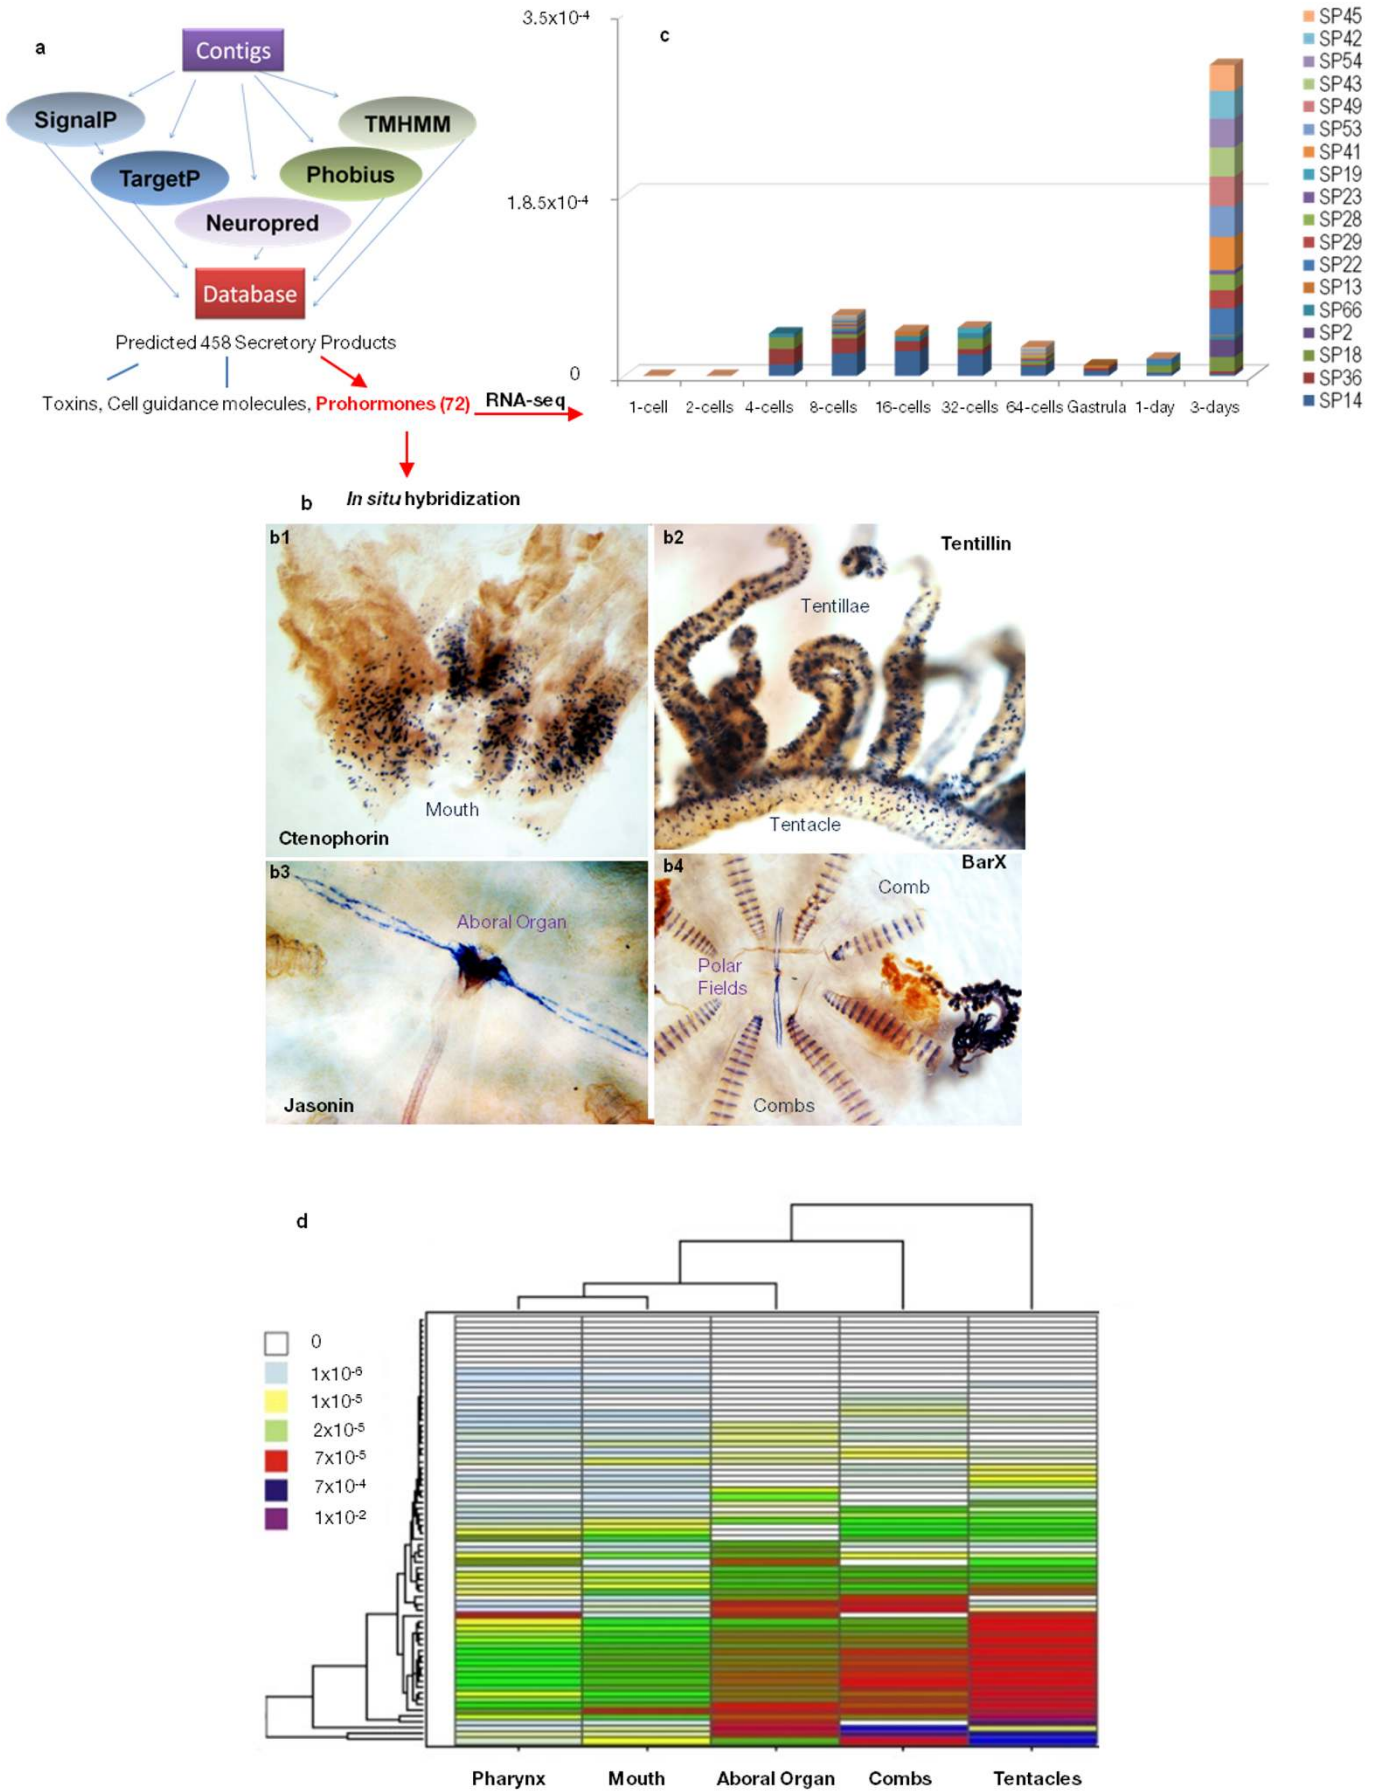 a
Contigs
SignalP
TMHMM
TargetP
Phobius
Neuropred
Database
Predicted 458 Secretory Products
Toxins, Cell guidance molecules, Prohormones (72)
RNA-seq
c
3.5x10-4
1.8.5x10-4
0
1-cell 2-cells 4-cells 8-cells 16-cells 32-cells 64-cells Gastrula 1-day 3-days
SP45
SP42
SP54
SP43
SP49
SP53
SP41
SP19
SP23
SP28
SP29
SP22
SP13
SP66
SP2
SP18
SP36
SP14
b In situ hybridization
b1
Mouth
Ctenophorin
b2
Tentillin
Tentillae
Tentacle
b3
Aboral Organ
Jasonin
b4
BarX
Comb
Polar
Fields
Combs
d
0
1x10-6
1x10-5
2x10-5
7x10-5
7x10-4
1x10-2
Pharynx Mouth Aboral Organ Combs Tentacles